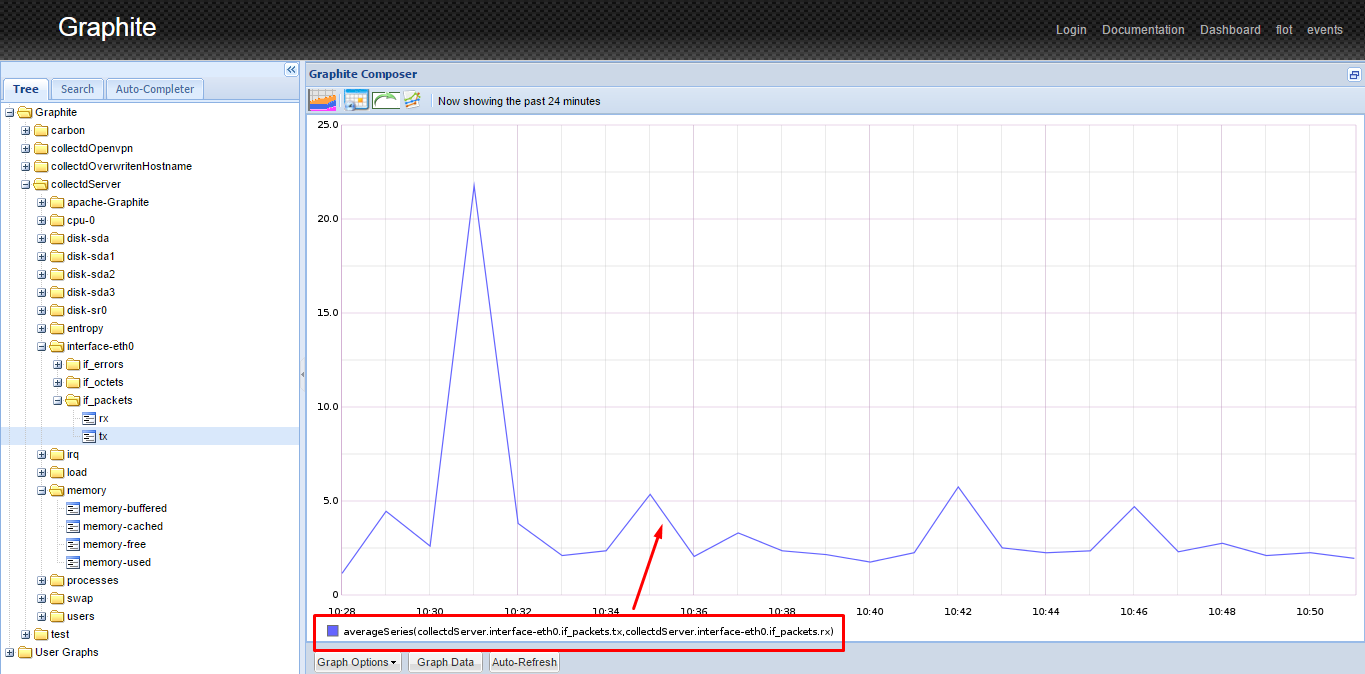 Graphite
Login Documentation Dashboard flot events
Tree Search Auto-Completer
Graphite
carbon
collectdOpenvpn
collectdOverwritenHostname
collectdServer
apache-Graphite
cpu-0
disk-sda
disk-sda1
disk-sda2
disk-sda3
disk-sr0
entropy
interface-eth0
if_errors
if_octets
if_packets
rx
tx
irq
load
memory
memory-buffered
memory-cached
memory-free
memory-used
processes
swap
users
test
User Graphs
Graphite Composer
Now showing the past 24 minutes
25.0
20.0
15.0
10.0
5.0
0
10:28 10:30 10:32 10:34 10:36 10:38 10:40 10:42 10:44 10:46 10:48 10:50
averageSeries(collectdServer.interface-eth0.if_packets.tx,collectdServer.interface-eth0.if_packets.rx)
Graph Options Graph Data Auto-Refresh